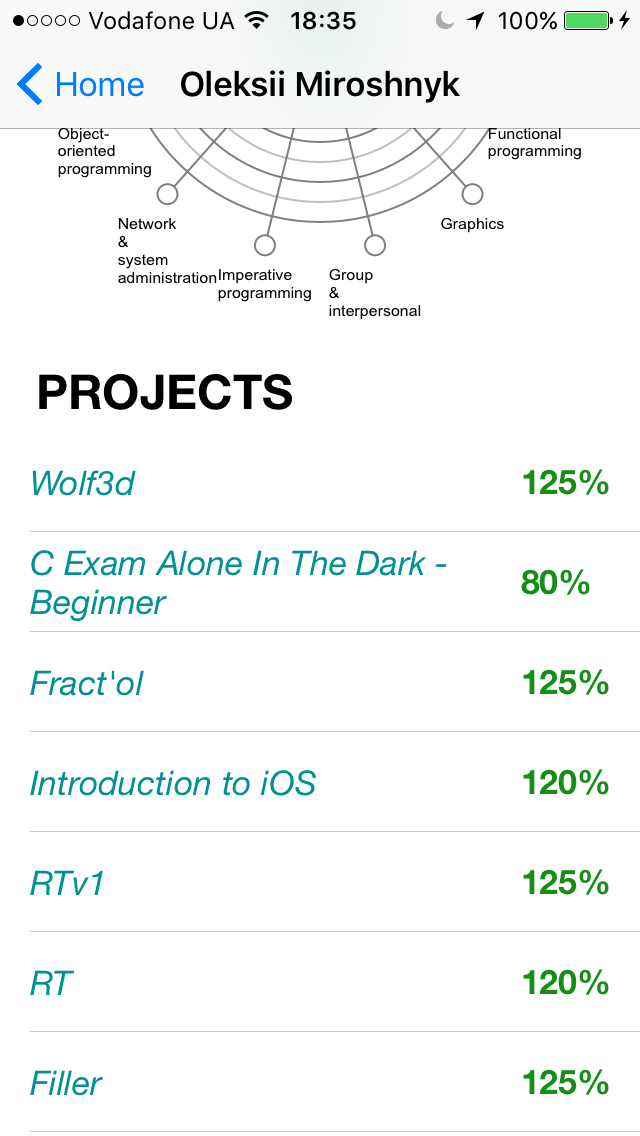 Vodafone UA 18:35 100%
Home Oleksii Miroshnyk
Object-
oriented
programming
Functional
programming
Network
&
system
administration
Imperative
programming
Group
&
interpersonal
Graphics
PROJECTS
Wolf3d 125%
C Exam Alone In The Dark -
Beginner 80%
Fract'ol 125%
Introduction to iOS 120%
RTv1 125%
RT 120%
Filler 125%